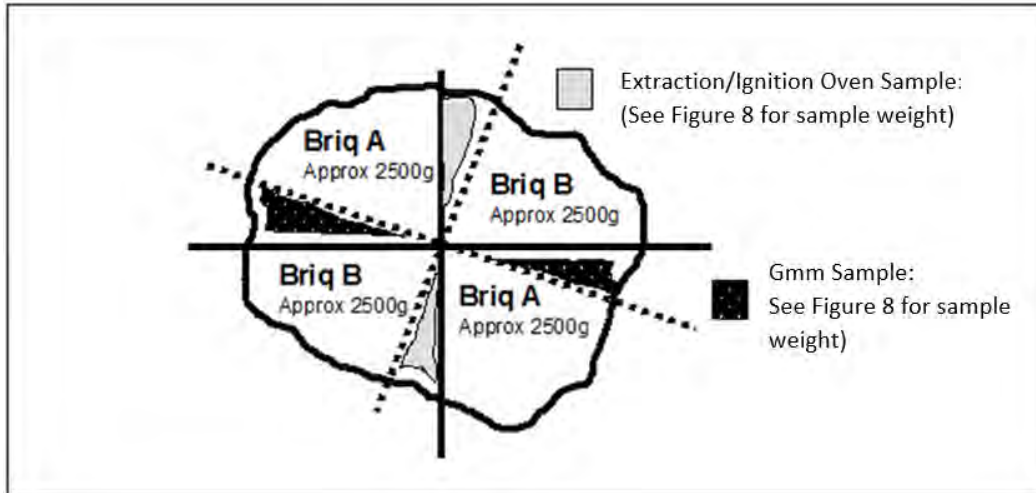 Extraction/Ignition Oven Sample:
(See Figure 8 for sample weight)
Briq A
Approx 2500g
Briq B
Approx 2500g
Briq B
Approx 2500g
Briq A
Approx 2500g
Gmm Sample:
See Figure 8 for sample
weight)